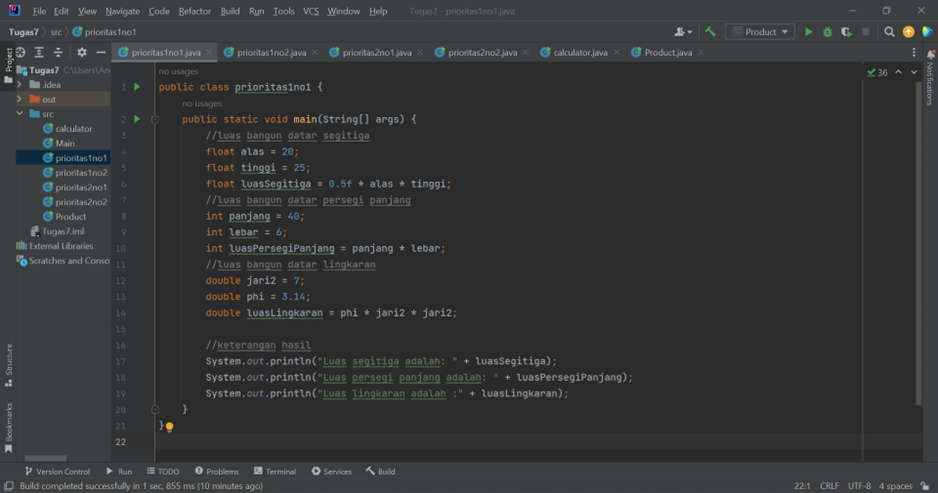 File Edit View Navigate Code Refactor Build Run Tools VCS Window Help Tugas7 - prioritas1no1.java
Tugas7 src prioritas1no1 Product
Project prioritas1no1.java prioritas1no2.java prioritas2no1.java prioritas2no2.java calculator.java Product.java
Tugas7 C:\Users\An
.idea
out
src
calculator
Main
prioritas1no1
prioritas1no2
prioritas2no1
prioritas2no2
Product
Tugas7.iml
External Libraries
Scratches and Conso
Structure
Bookmarks
no usages
1 public class prioritas1no1 {
no usages
2 public static void main(String[] args) {
3 //luas bangun datar segitiga
4 float alas = 20;
5 float tinggi = 25;
6 float luasSegitiga = 0.5f * alas * tinggi;
7 //luas bangun datar persegi panjang
8 int panjang = 40;
9 int lebar = 6;
10 int luasPersegiPanjang = panjang * lebar;
11 //luas bangun datar lingkaran
12 double jari2 = 7;
13 double phi = 3.14;
14 double luasLingkaran = phi * jari2 * jari2;
15
16 //keterangan hasil
17 System.out.println("Luas segitiga adalah: " + luasSegitiga);
18 System.out.println("Luas persegi panjang adalah: " + luasPersegiPanjang);
19 System.out.println("Luas lingkaran adalah :" + luasLingkaran);
20 }
21 }
22
36
Notifications
Version Control Run TODO Problems Terminal Services Build
Build completed successfully in 1 sec, 855 ms (10 minutes ago) 22:1 CRLF UTF-8 4 spaces